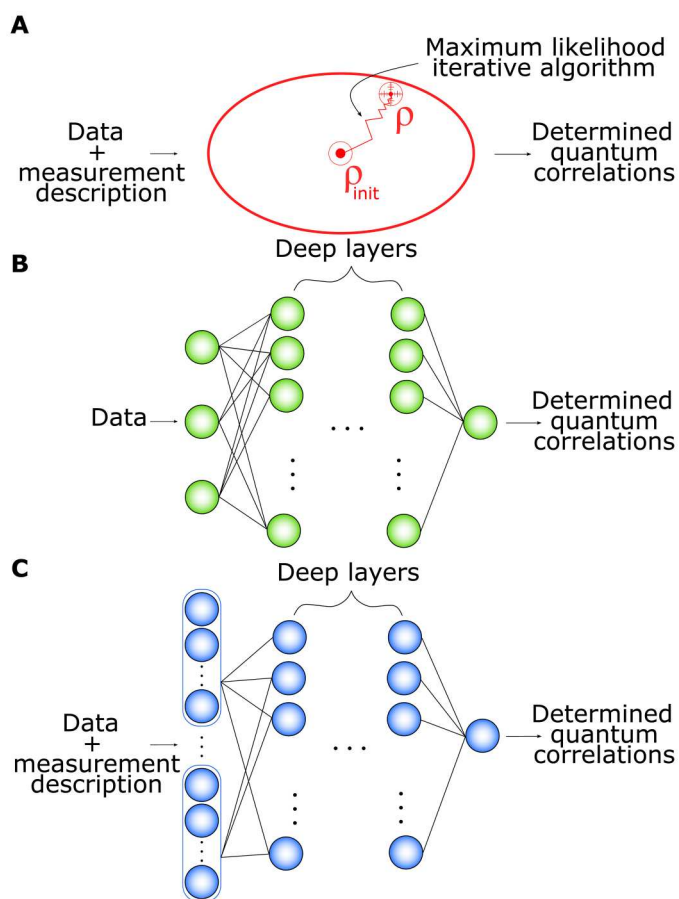 A
Maximum likelihood
iterative algorithm
Data
+
measurement
description
ρ
ρinit
Determined
quantum
correlations
B
Deep layers
Data
Determined
quantum
correlations
C
Deep layers
Data
+
measurement
description
Determined
quantum
correlations